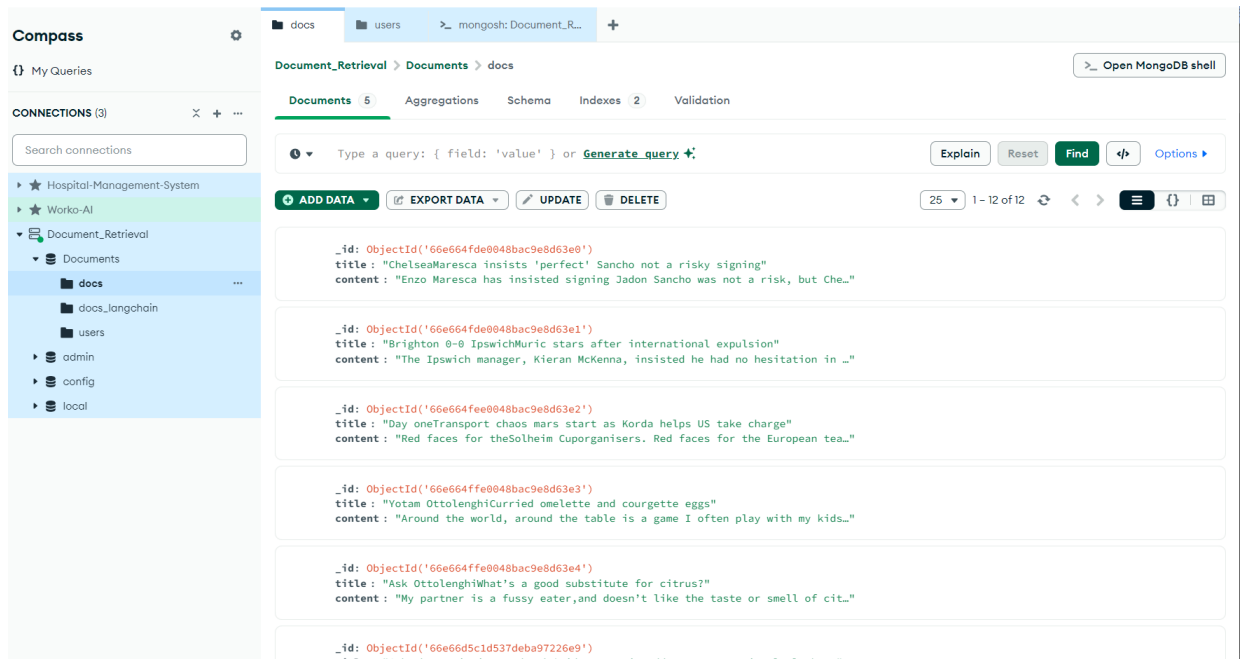 Compass
{} My Queries
CONNECTIONS (3)
Search connections
Hospital-Management-System
Worko-AI
Document_Retrieval
Documents
docs
docs_langchain
users
admin
config
local
docs
users
>_ mongosh: Document_R...
Document_Retrieval > Documents > docs
>_ Open MongoDB shell
Documents 5 Aggregations Schema Indexes 2 Validation
Type a query: { field: 'value' } or Generate query
Explain Reset Find </> Options
ADD DATA EXPORT DATA UPDATE DELETE
25 1 – 12 of 12 {}
_id: ObjectId('66e664fde0048bac9e8d63e0')
title : "ChelseaMaresca insists 'perfect' Sancho not a risky signing"
content : "Enzo Maresca has insisted signing Jadon Sancho was not a risk, but Che…"
_id: ObjectId('66e664fde0048bac9e8d63e1')
title : "Brighton 0-0 IpswichMuric stars after international expulsion"
content : "The Ipswich manager, Kieran McKenna, insisted he had no hesitation in …"
_id: ObjectId('66e664fee0048bac9e8d63e2')
title : "Day oneTransport chaos mars start as Korda helps US take charge"
content : "Red faces for theSolheim Cuporganisers. Red faces for the European tea…"
_id: ObjectId('66e664ffe0048bac9e8d63e3')
title : "Yotam OttolenghiCurried omelette and courgette eggs"
content : "Around the world, around the table is a game I often play with my kids…"
_id: ObjectId('66e664ffe0048bac9e8d63e4')
title : "Ask OttolenghiWhat’s a good substitute for citrus?"
content : "My partner is a fussy eater,and doesn’t like the taste or smell of cit…"
_id: ObjectId('66e66d5c1d537deba97226e9')